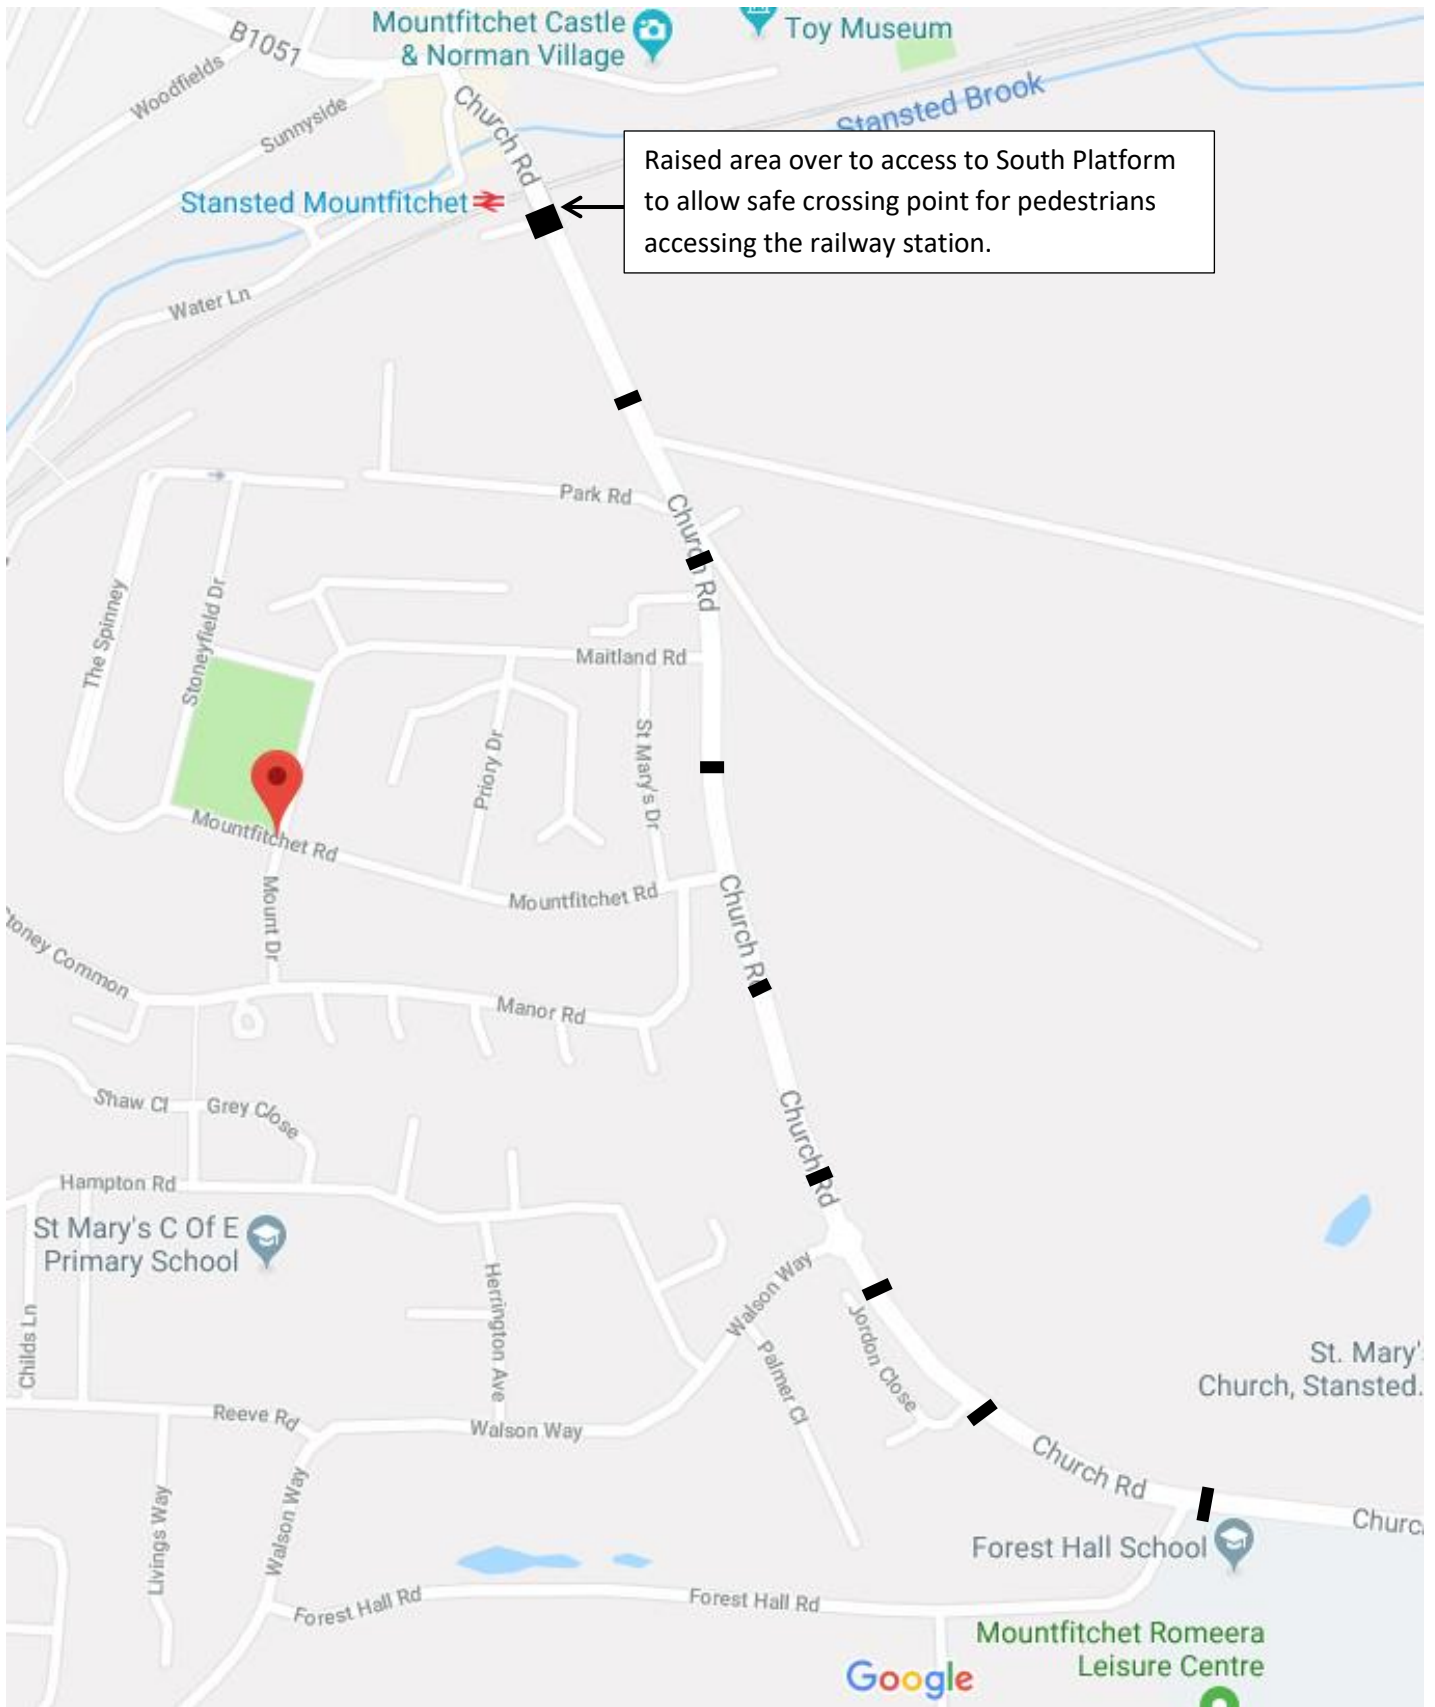 Mountfitchet Castle
& Norman Village
Toy Museum
B1051
Woodfields
Sunnyside
Church Rd
Stansted Brook
Raised area over to access to South Platform
to allow safe crossing point for pedestrians
accessing the railway station.
Stansted Mountfitchet
Water Ln
Park Rd
Church Rd
The Spinney
Stoneyfield Dr
Maitland Rd
St Mary's Dr
Priory Dr
Mountfitchet Rd
Mountfitchet Rd
Mount Dr
Church Rd
toney Common
Manor Rd
Shaw Cl
Grey Close
Church Rd
Hampton Rd
St Mary's C Of E
Primary School
Herrington Ave
Walson Way
Childs Ln
Jordon Close
Palmer Cl
St. Mary'
Church, Stansted.
Reeve Rd
Walson Way
Church Rd
Livings Way
Walson Way
Churc
Forest Hall School
Forest Hall Rd
Forest Hall Rd
Mountfitchet Romeera
Leisure Centre
Google